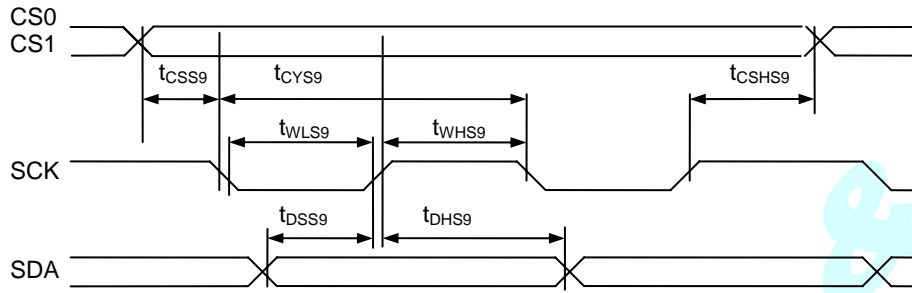 CS0
CS1
tCSS9
tCYS9
tCSHS9
tWLS9
tWHS9
SCK
tDSS9
tDHS9
SDA